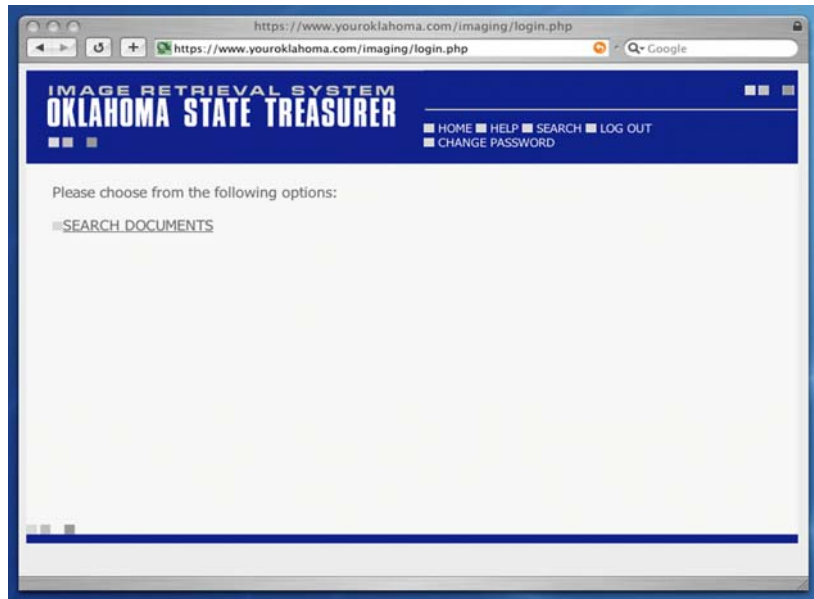 https://www.youroklahoma.com/imaging/login.php
https://www.youroklahoma.com/imaging/login.php
Google
IMAGE RETRIEVAL SYSTEM
OKLAHOMA STATE TREASURER
HOME HELP SEARCH LOG OUT
CHANGE PASSWORD
Please choose from the following options:
SEARCH DOCUMENTS